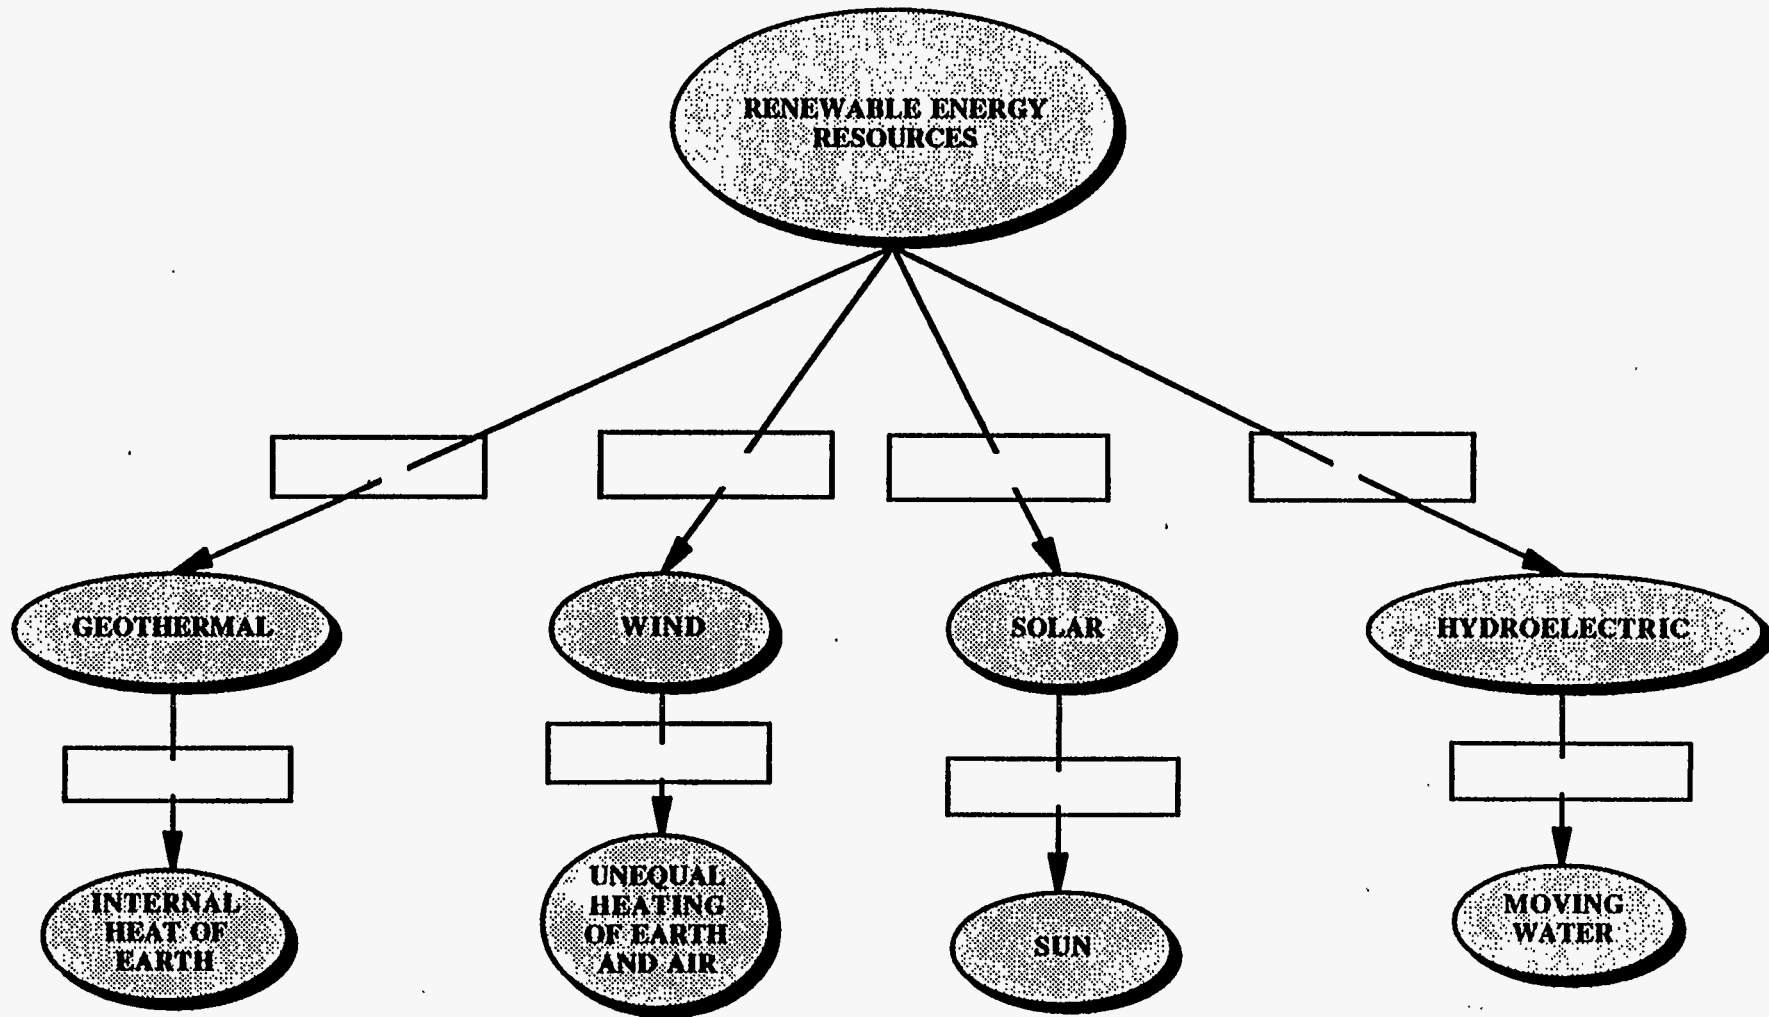 RENEWABLE ENERGY
RESOURCES
GEOTHERMAL
WIND
SOLAR
HYDROELECTRIC
INTERNAL
HEAT OF
EARTH
UNEQUAL
HEATING
OF EARTH
AND AIR
SUN
MOVING
WATER